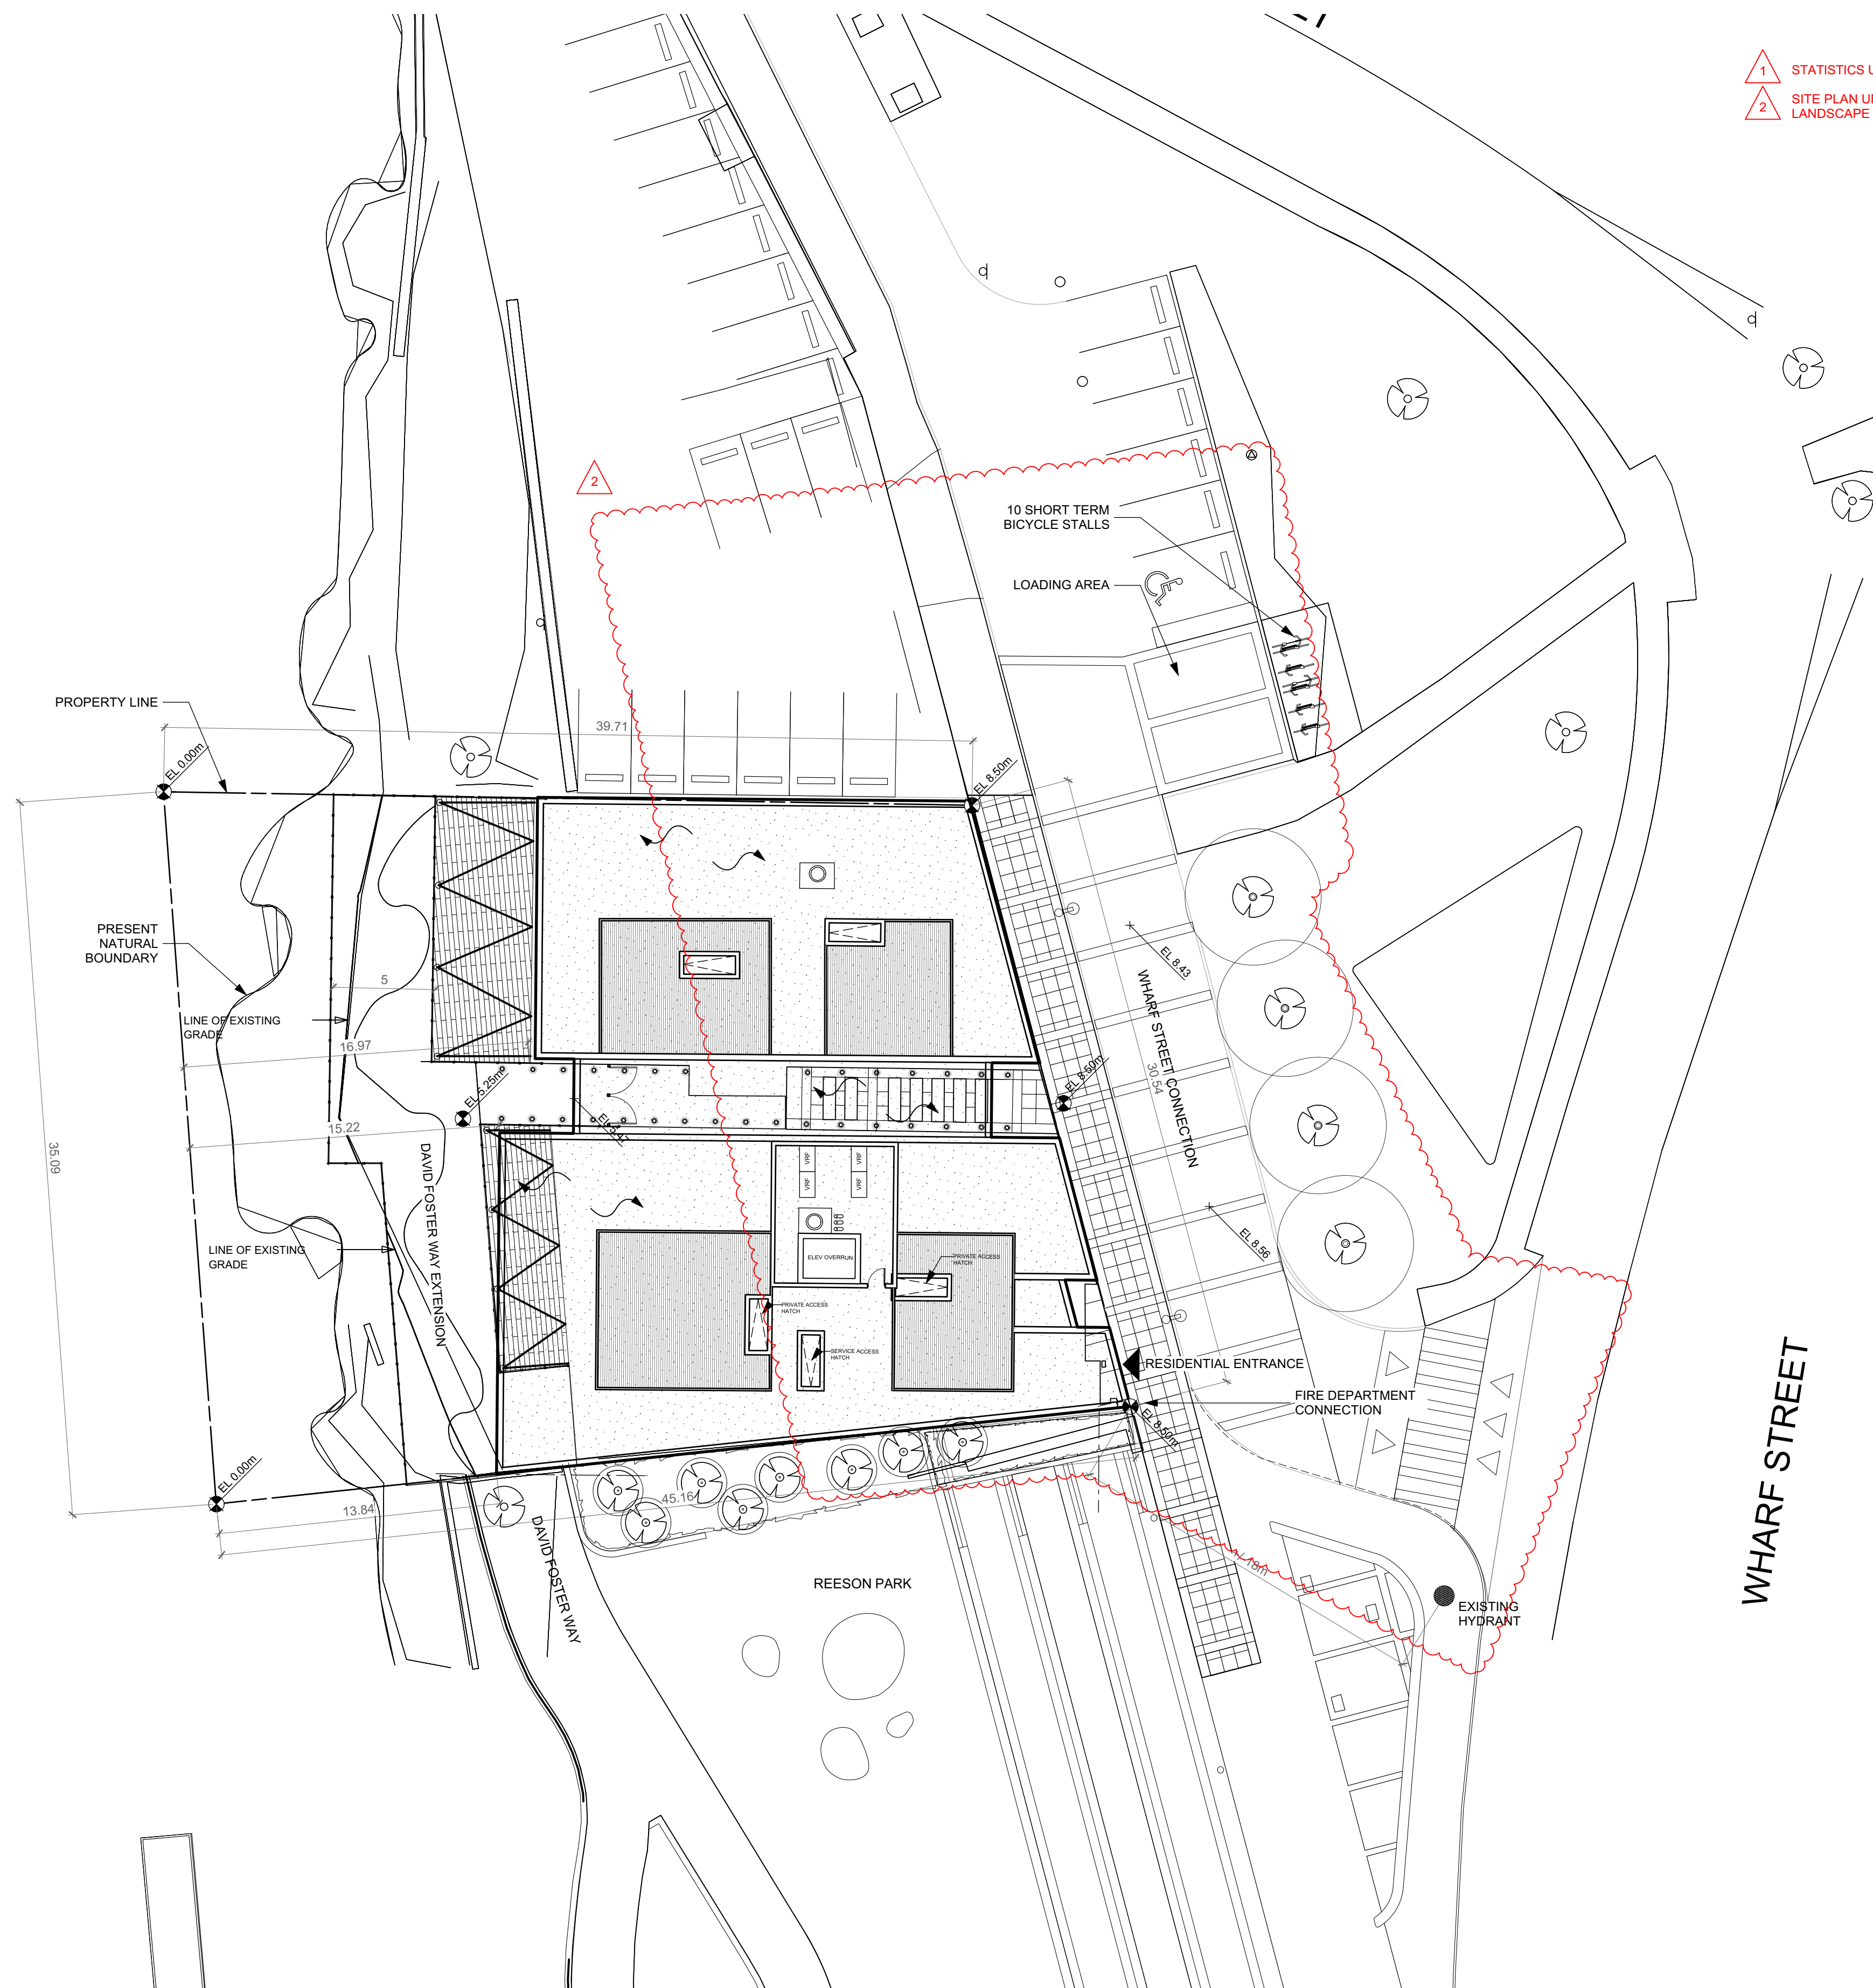 1
STATISTICS U
2
SITE PLAN U
LANDSCAPE
2
10 SHORT TERM
BICYCLE STALLS
LOADING AREA
PROPERTY LINE
39.71
EL 0.00m
EL 8.50m
PRESENT
NATURAL
BOUNDARY
5
EL 8.43
LINE OF EXISTING
GRADE
16.97
WHARF STREET CONNECTION
30.54
EL 5.25m
EL 8.50m
15.22
35.09
DAVID FOSTER WAY EXTENSION
VRF
VRF
VRF
VRF
LINE OF EXISTING
GRADE
ELEV OVERRUN
PRIVATE ACCESS
HATCH
EL 8.56
PRIVATE ACCESS
HATCH
SERVICE ACCESS
HATCH
RESIDENTIAL ENTRANCE
FIRE DEPARTMENT
CONNECTION
EL 8.50m
EL 0.00m
45.16
13.84
DAVID FOSTER WAY
REESON PARK
EXISTING
HYDRANT
WHARF STREET